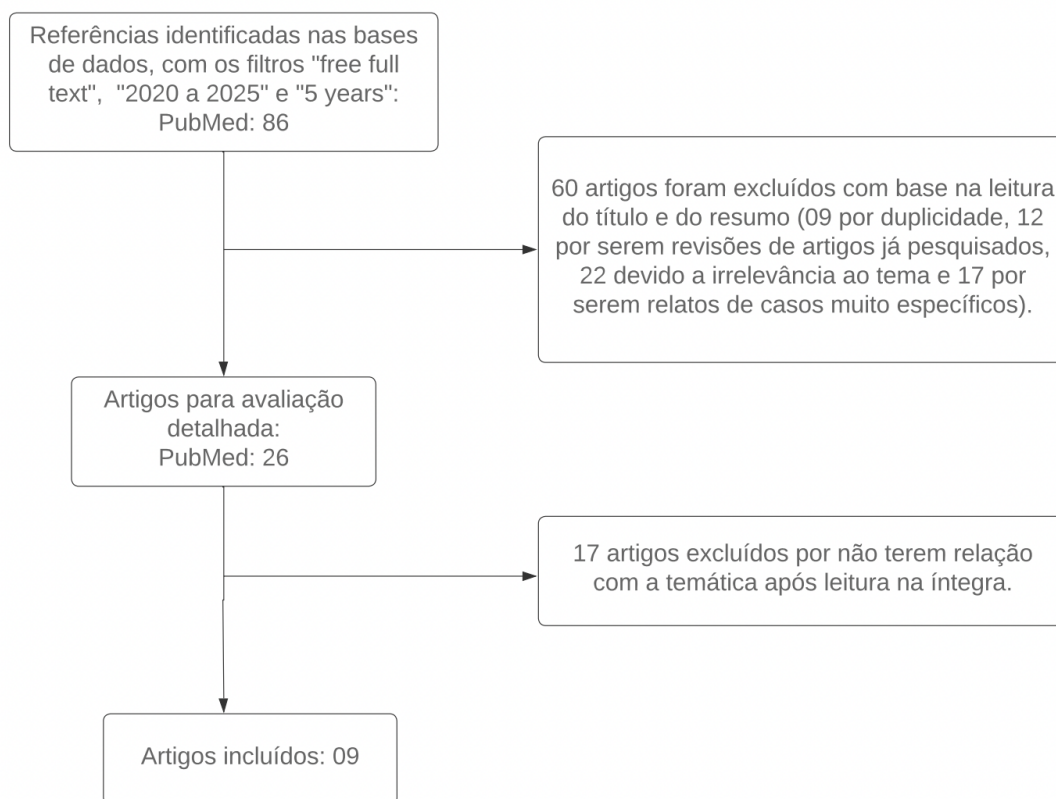 Referências identificadas nas bases
de dados, com os filtros "free full
text",  "2020 a 2025" e "5 years":
PubMed: 86
60 artigos foram excluídos com base na leitura
do título e do resumo (09 por duplicidade, 12
por serem revisões de artigos já pesquisados,
22 devido a irrelevância ao tema e 17 por
serem relatos de casos muito específicos).
Artigos para avaliação
detalhada:
PubMed: 26
17 artigos excluídos por não terem relação
com a temática após leitura na íntegra.
Artigos incluídos: 09